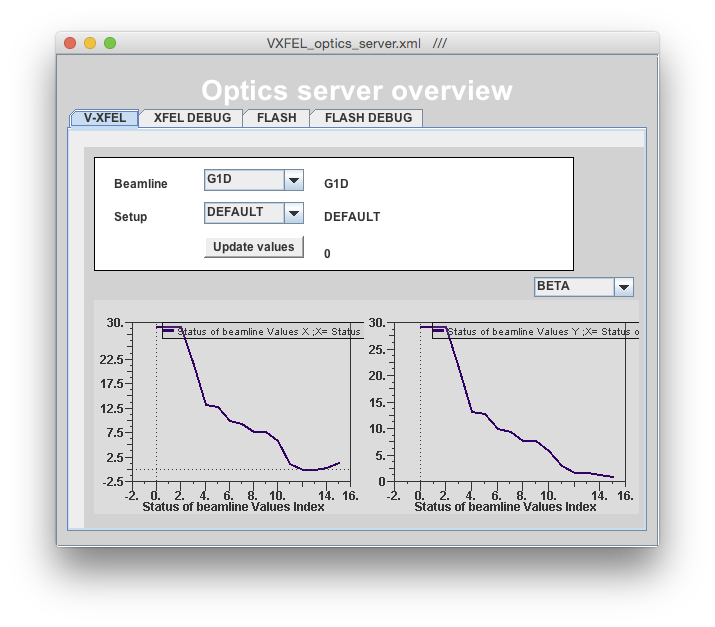 VXFEL_optics_server.xml   ///
Optics server overview
V-XFEL XFEL DEBUG FLASH FLASH DEBUG
Beamline G1D G1D
Setup DEFAULT DEFAULT
Update values 0
BETA
Status of beamline Values X ;X= Status
30.
22.5
17.5
12.5
7.5
2.5
-2.5
-2. 0. 2. 4. 6. 8. 10. 14. 16.
Status of beamline Values Index
Status of beamline Values Y ;X= Status o
30.
25.
20.
15.
10.
5.
0
-2. 0. 2. 4. 6. 8. 10. 14. 16.
Status of beamline Values Index